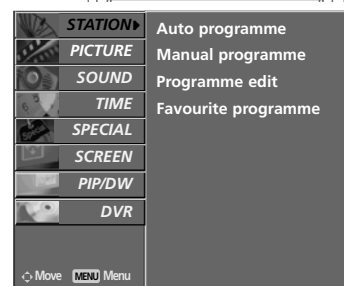 STATION
PICTURE
SOUND
TIME
SPECIAL
SCREEN
PIP/DW
DVR
Move MENU Menu
Auto programme
Manual programme
Programme edit
Favourite programme